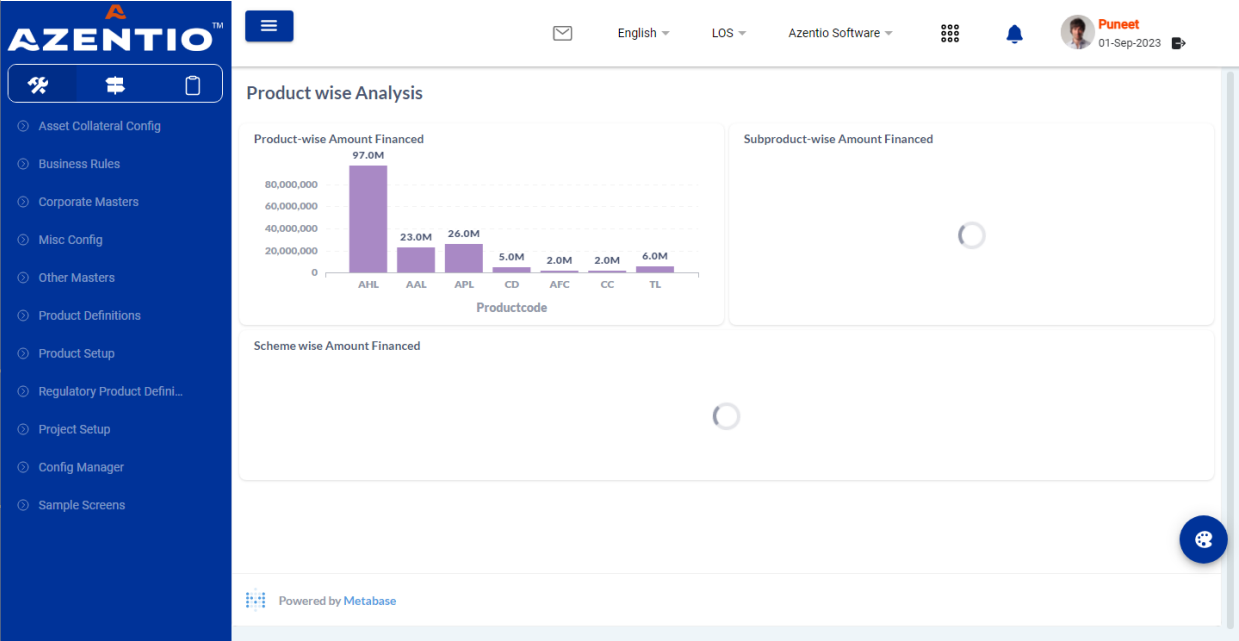 AZENTIO™
English
LOS
Azentio Software
Puneet
01-Sep-2023
Asset Collateral Config
Business Rules
Corporate Masters
Misc Config
Other Masters
Product Definitions
Product Setup
Regulatory Product Defini...
Project Setup
Config Manager
Sample Screens
Product wise Analysis
Product-wise Amount Financed
97.0M
80,000,000
60,000,000
40,000,000
20,000,000
0
23.0M
26.0M
5.0M
2.0M
2.0M
6.0M
AHL AAL APL CD AFC CC TL
Productcode
Subproduct-wise Amount Financed
Scheme wise Amount Financed
Powered by Metabase